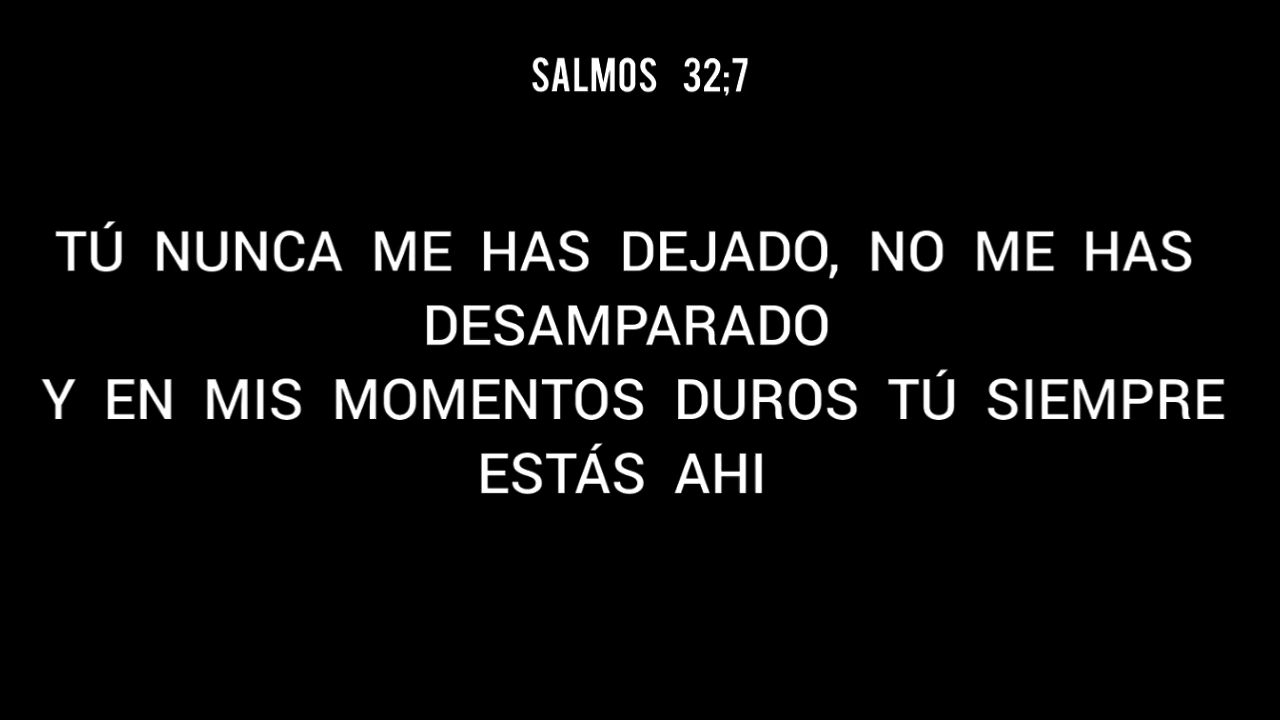 SALMOS 32;7
TÚ NUNCA ME HAS DEJADO, NO ME HAS
DESAMPARADO
Y EN MIS MOMENTOS DUROS TÚ SIEMPRE
ESTÁS AHI